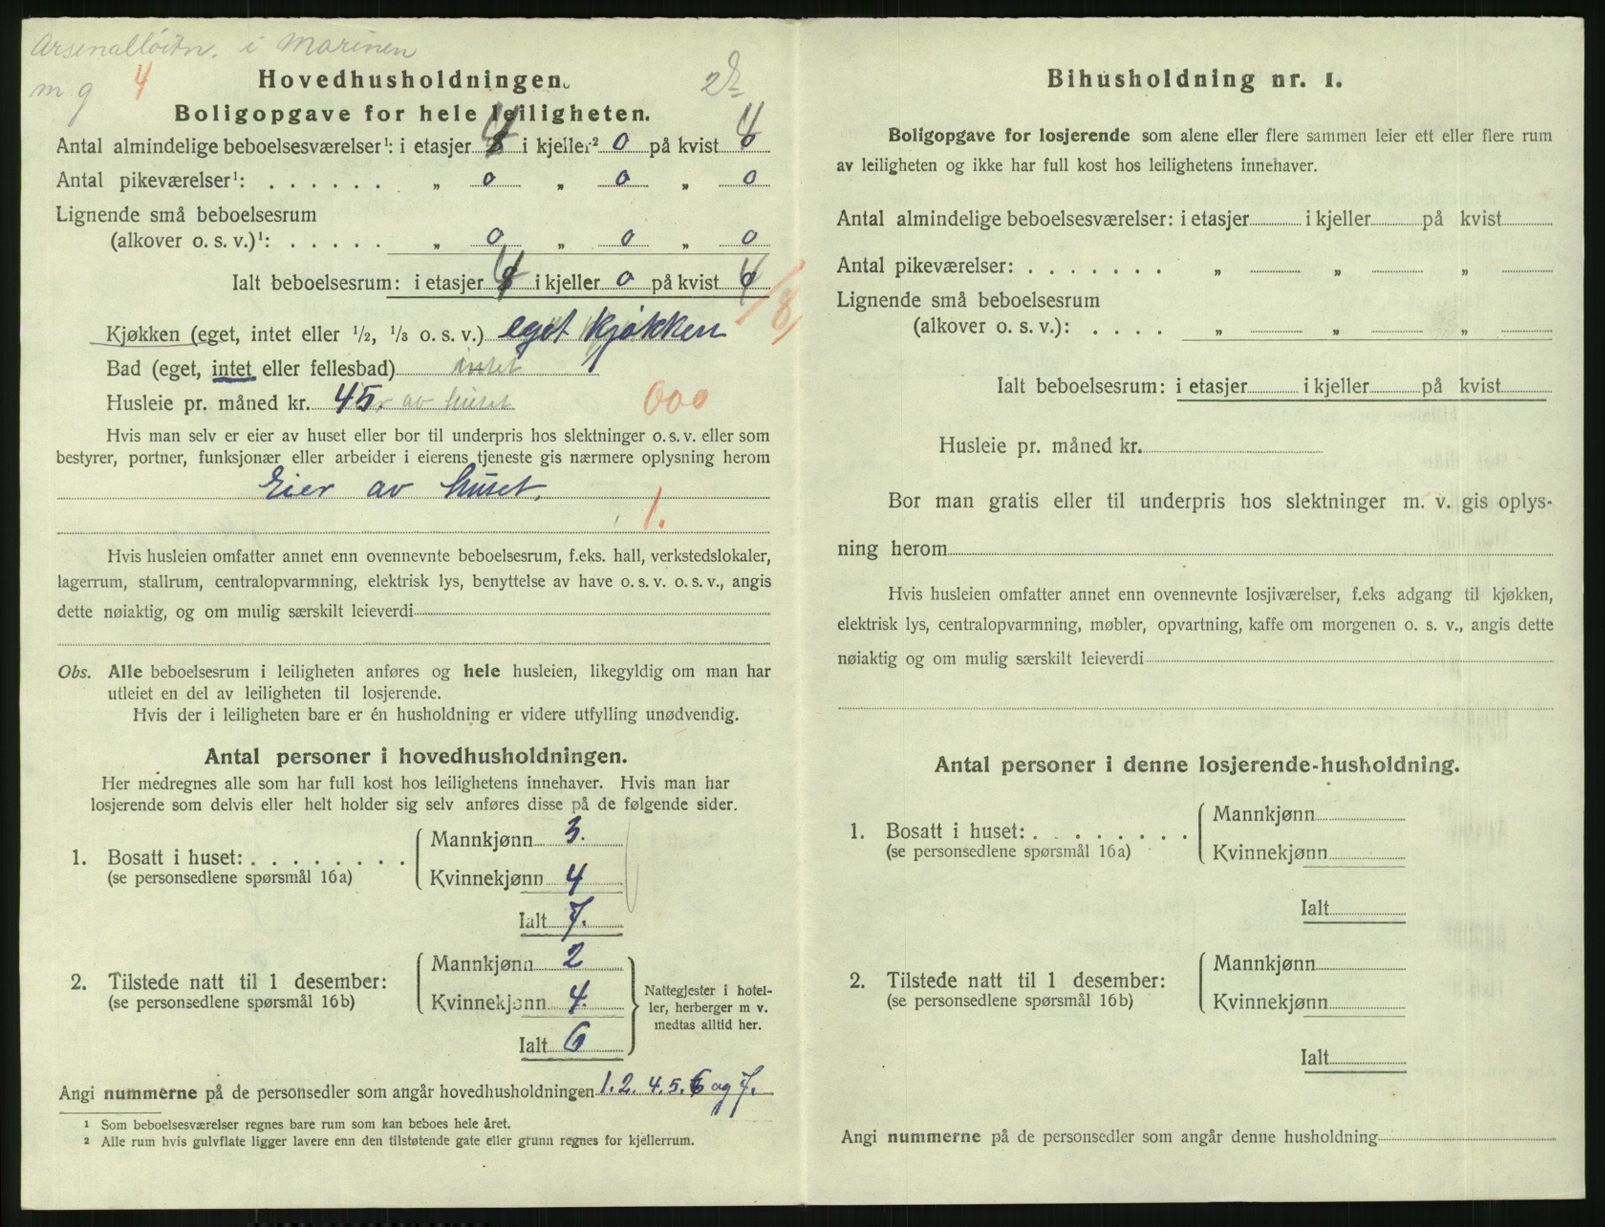 Arsenalløitn. i Marinen
m g 4
Hovedhusholdningen.
Boligopgave for hele leiligheten.
Antal almindelige beboelsesværelser¹: i etasjer 4 i kjeller² 0 på kvist 4
Antal pikeværelser¹: . . . . . . „ 0 „ 0 „ 0
Lignende små beboelsesrum
(alkover o. s. v.)¹: . . . . . „ 0 „ 0 „ 0
Ialt beboelsesrum: i etasjer 4 i kjeller 0 på kvist 4
/8/
Kjøkken (eget, intet eller ½, ⅓ o. s. v.) eget kjøkken
Bad (eget, intet eller fellesbad) intet
Husleie pr. måned kr. 45. av huset 000
Hvis man selv er eier av huset eller bor til underpris hos slektninger o. s. v. eller som
bestyrer, portner, funksjonær eller arbeider i eierens tjeneste gis nærmere oplysning herom
Eier av huset.
1.
Hvis husleien omfatter annet enn ovennevnte beboelsesrum, f.eks. hall, verkstedslokaler,
lagerrum, stallrum, centralopvarmning, elektrisk lys, benyttelse av have o. s. v. o. s. v., angis
dette nøiaktig, og om mulig særskilt leieverdi
Obs. Alle beboelsesrum i leiligheten anføres og hele husleien, likegyldig om man har
utleiet en del av leiligheten til losjerende.
Hvis der i leiligheten bare er én husholdning er videre utfylling unødvendig.
Antal personer i hovedhusholdningen.
Her medregnes alle som har full kost hos leilighetens innehaver. Hvis man har
losjerende som delvis eller helt holder sig selv anføres disse på de følgende sider.
Mannkjønn 3.
1. Bosatt i huset: . . . . . . . .
(se personsedlene spørsmål 16a)
Kvinnekjønn 4
Ialt 7.
Mannkjønn 2
2. Tilstede natt til 1 desember:
(se personsedlene spørsmål 16b)
Kvinnekjønn 4.
Ialt 6
Nattegjester i hotel-
ler, herberger m v.
medtas alltid her.
Angi nummerne på de personsedler som angår hovedhusholdningen 1. 2. 4. 5. 6 og 7.
¹ Som beboelsesværelser regnes bare rum som kan beboes hele året.
² Alle rum hvis gulvflate ligger lavere enn den tilstøtende gate eller grunn regnes for kjellerrum.
Bihusholdning nr. 1.
Boligopgave for losjerende som alene eller flere sammen leier ett eller flere rum
av leiligheten og ikke har full kost hos leilighetens innehaver.
Antal almindelige beboelsesværelser: i etasjer i kjeller på kvist
Antal pikeværelser: . . . . . . . „ „ „
Lignende små beboelsesrum
(alkover o. s. v.): . . . . „ „ „
Ialt beboelsesrum: i etasjer i kjeller på kvist
Husleie pr. måned kr.
Bor man gratis eller til underpris hos slektninger m. v. gis oplys-
ning herom
Hvis husleien omfatter annet enn ovennevnte losjiværelser, f.eks adgang til kjøkken,
elektrisk lys, centralopvarmning, møbler, opvartning, kaffe om morgenen o. s. v., angis dette
nøiaktig og om mulig særskilt leieverdi
Antal personer i denne losjerende-husholdning.
Mannkjønn
1. Bosatt i huset: . . . . . . . .
(se personsedlene spørsmål 16a)
Kvinnekjønn
Ialt
Mannkjønn
2. Tilstede natt til 1 desember:
(se personsedlene spørsmål 16b)
Kvinnekjønn
Ialt
Angi nummerne på de personsedler som angår denne husholdning